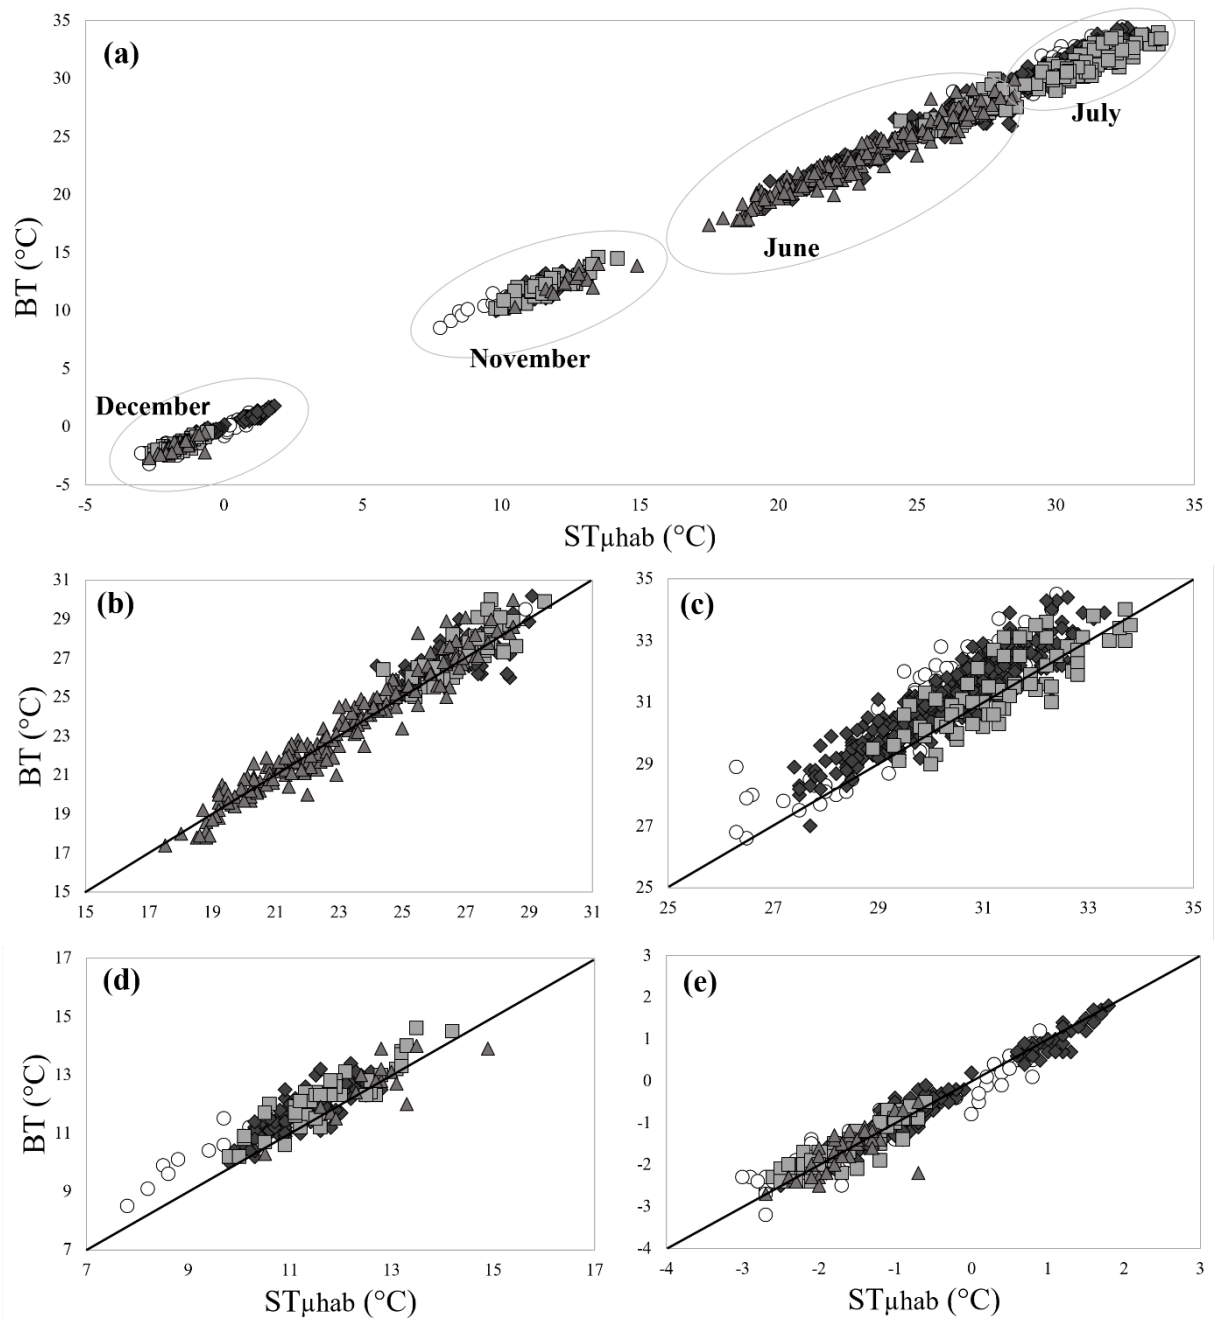 (a)
35
30
25
20
15
10
5
0
-5
BT (°C)
July
June
November
December
-5 0 5 10 15 20 25 30 35
STμhab (°C)
(b)
31
29
27
25
23
21
19
17
15
BT (°C)
15 17 19 21 23 25 27 29 31
(c)
35
33
31
29
27
25
25 27 29 31 33 35
(d)
17
15
13
11
9
7
BT (°C)
7 9 11 13 15 17
STμhab (°C)
(e)
3
2
1
0
-1
-2
-3
-4
-4 -3 -2 -1 0 1 2 3
STμhab (°C)